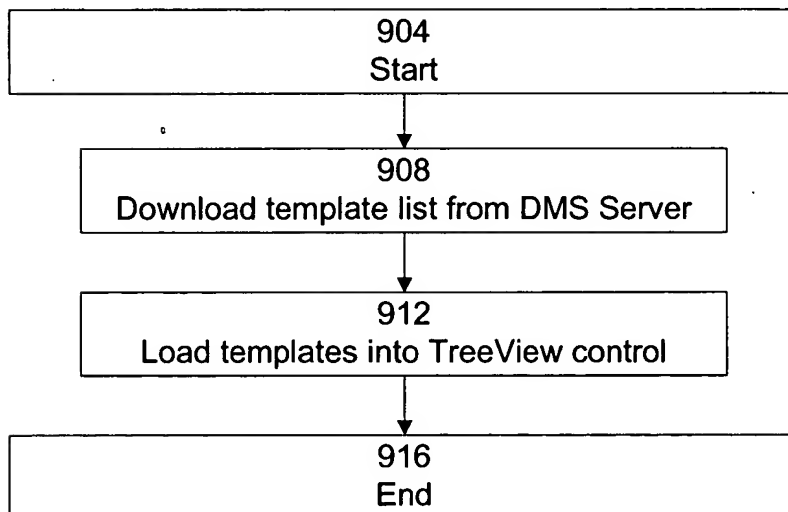 904
Start
908
Download template list from DMS Server
912
Load templates into TreeView control
916
End